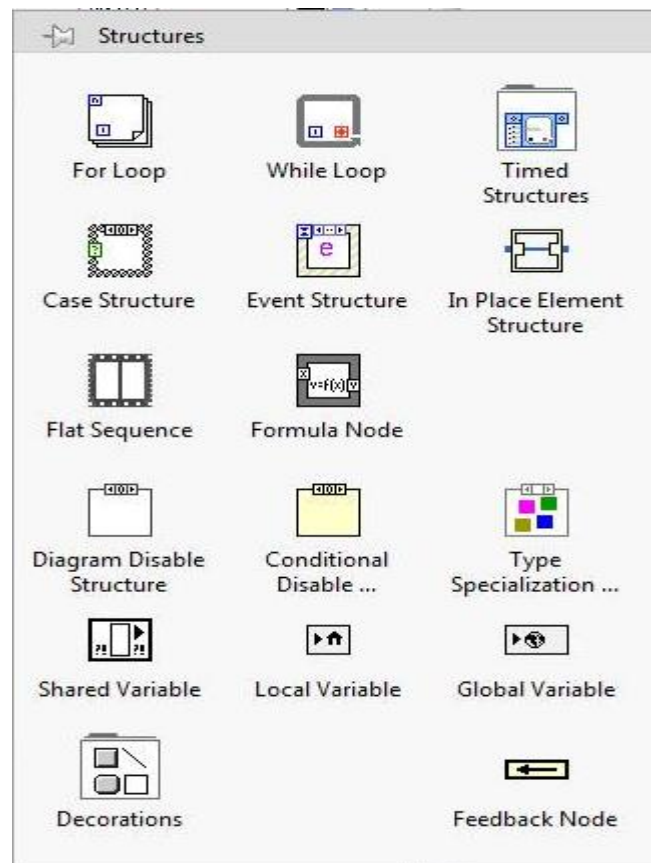 Structures
For Loop
While Loop
Timed
Structures
Case Structure
Event Structure
In Place Element
Structure
Flat Sequence
Formula Node
Diagram Disable
Structure
Conditional
Disable ...
Type
Specialization ...
Shared Variable
Local Variable
Global Variable
Decorations
Feedback Node